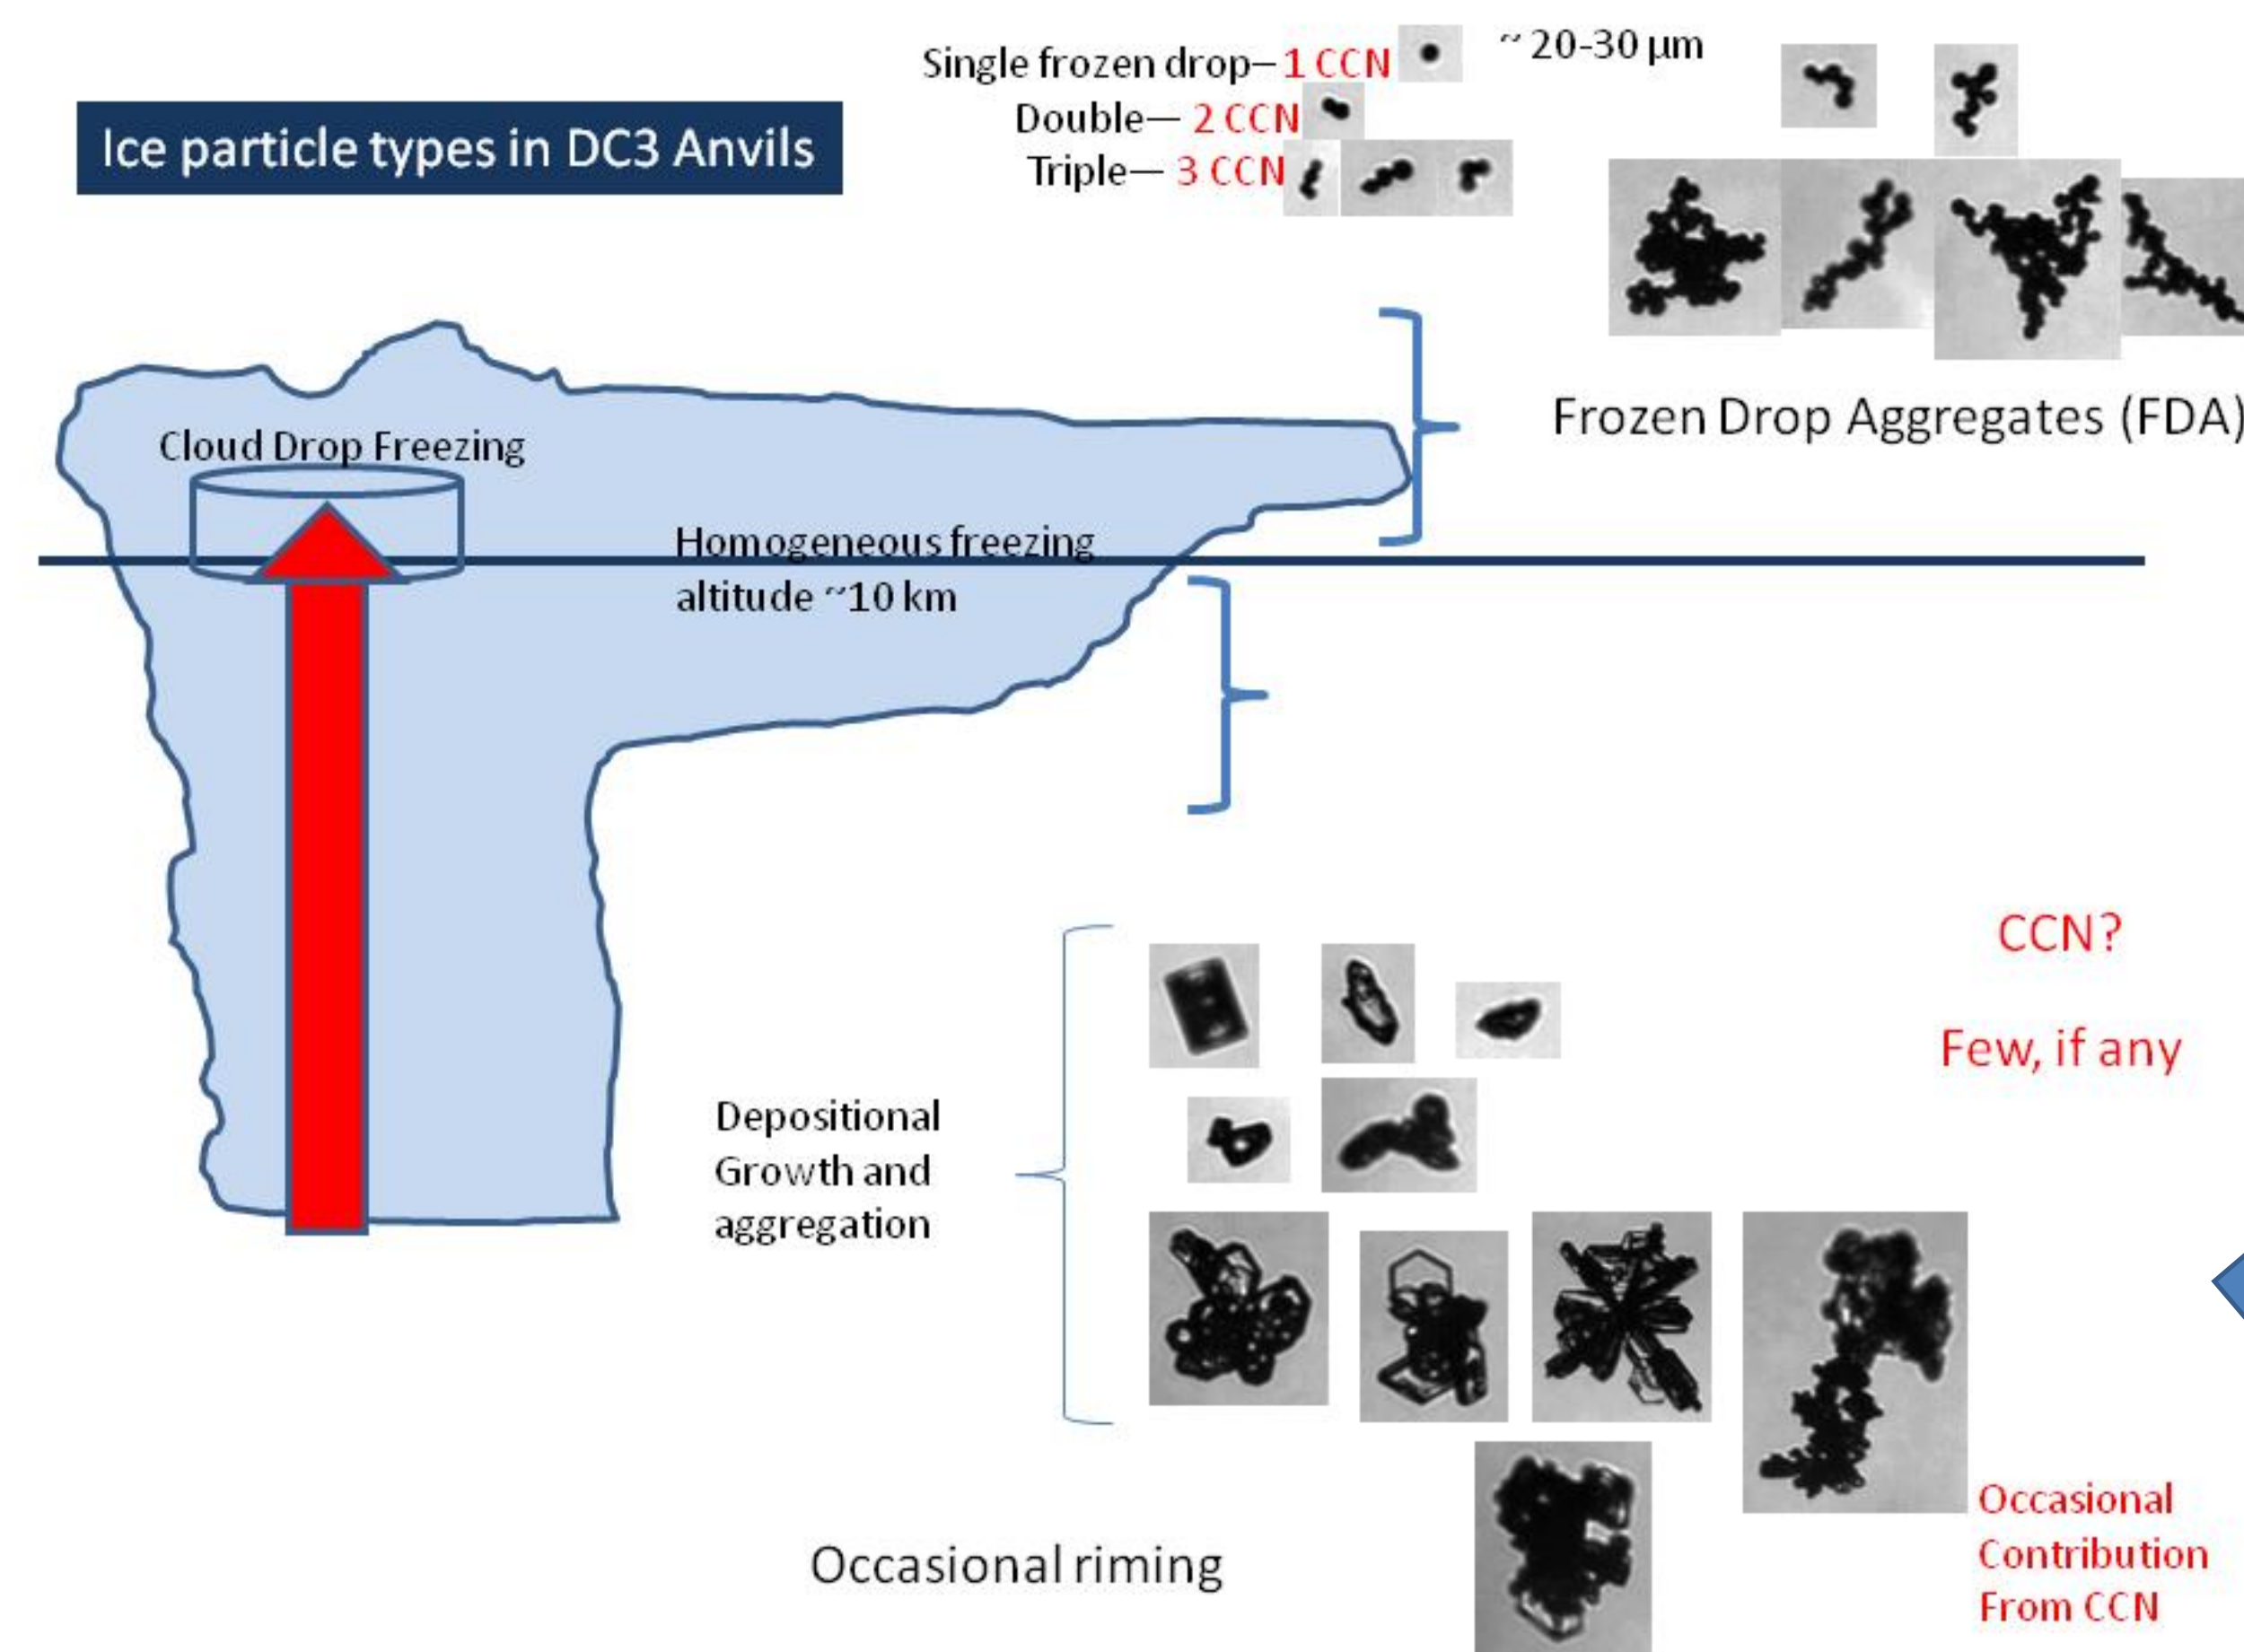 Ice particle types in DC3 Anvils
Single frozen drop—1 CCN
~ 20-30 µm
Double— 2 CCN
Triple— 3 CCN
Frozen Drop Aggregates (FDA)
Cloud Drop Freezing
Homogeneous freezing
altitude ~10 km
CCN?
Few, if any
Depositional
Growth and
aggregation
Occasional riming
Occasional
Contribution
From CCN